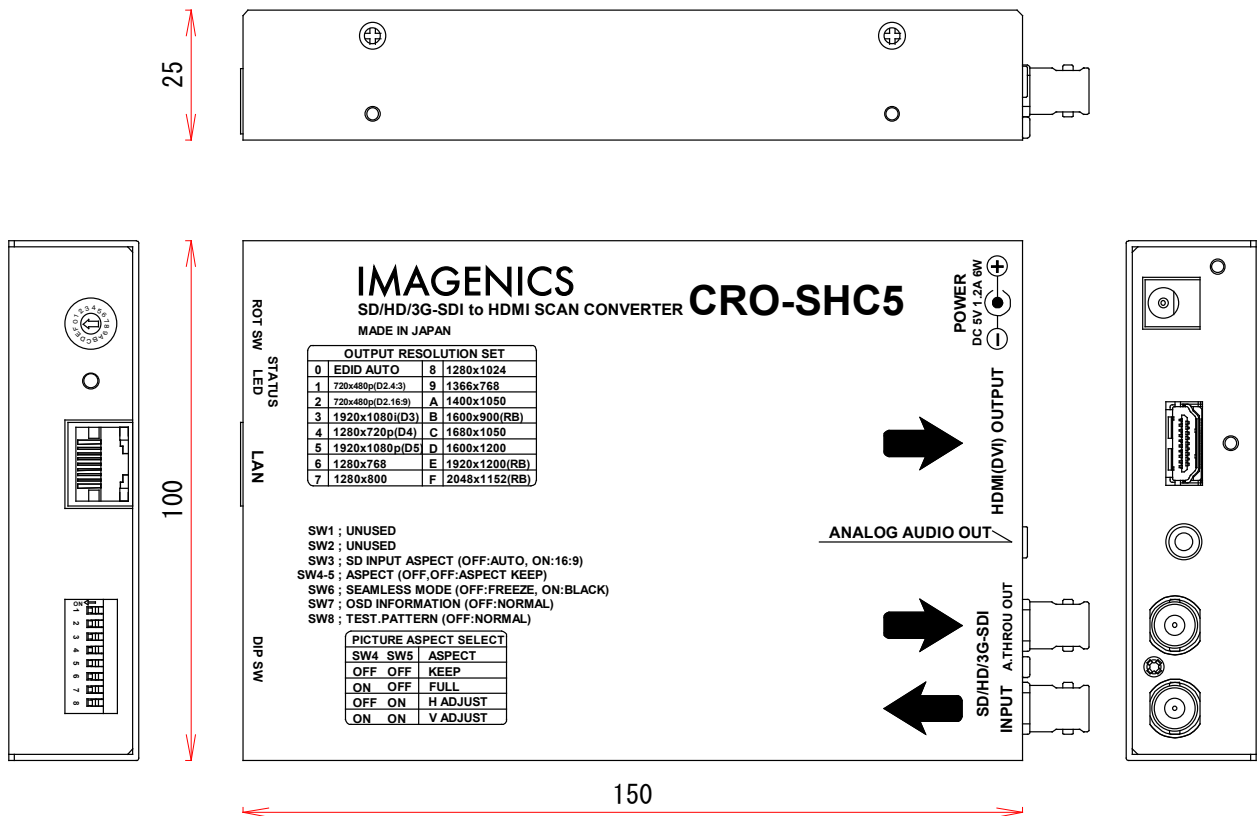 25
IMAGENICS
SD/HD/3G-SDI to HDMI SCAN CONVERTER CRO-SHC5
MADE IN JAPAN
POWER
DC 5V 1.2A 6W
ROT SW
STATUS
LED
LAN
DIP SW
OUTPUT RESOLUTION SET
0 EDID AUTO 8 1280x1024
1 720x480p(D2.4:3) 9 1366x768
2 720x480p(D2.16:9) A 1400x1050
3 1920x1080i(D3) B 1600x900(RB)
4 1280x720p(D4) C 1680x1050
5 1920x1080p(D5) D 1600x1200
6 1280x768 E 1920x1200(RB)
7 1280x800 F 2048x1152(RB)
HDMI(DVI) OUTPUT
ANALOG AUDIO OUT
SW1 ; UNUSED
SW2 ; UNUSED
SW3 ; SD INPUT ASPECT (OFF:AUTO, ON:16:9)
SW4-5 ; ASPECT (OFF,OFF:ASPECT KEEP)
SW6 ; SEAMLESS MODE (OFF:FREEZE, ON:BLACK)
SW7 ; OSD INFORMATION (OFF:NORMAL)
SW8 ; TEST.PATTERN (OFF:NORMAL)
PICTURE ASPECT SELECT
SW4 SW5 ASPECT
OFF OFF KEEP
ON OFF FULL
OFF ON H ADJUST
ON ON V ADJUST
SD/HD/3G-SDI
INPUT A.THROU OUT
0123456789ABCDEF
ON
1
2
3
4
5
6
7
8
100
150